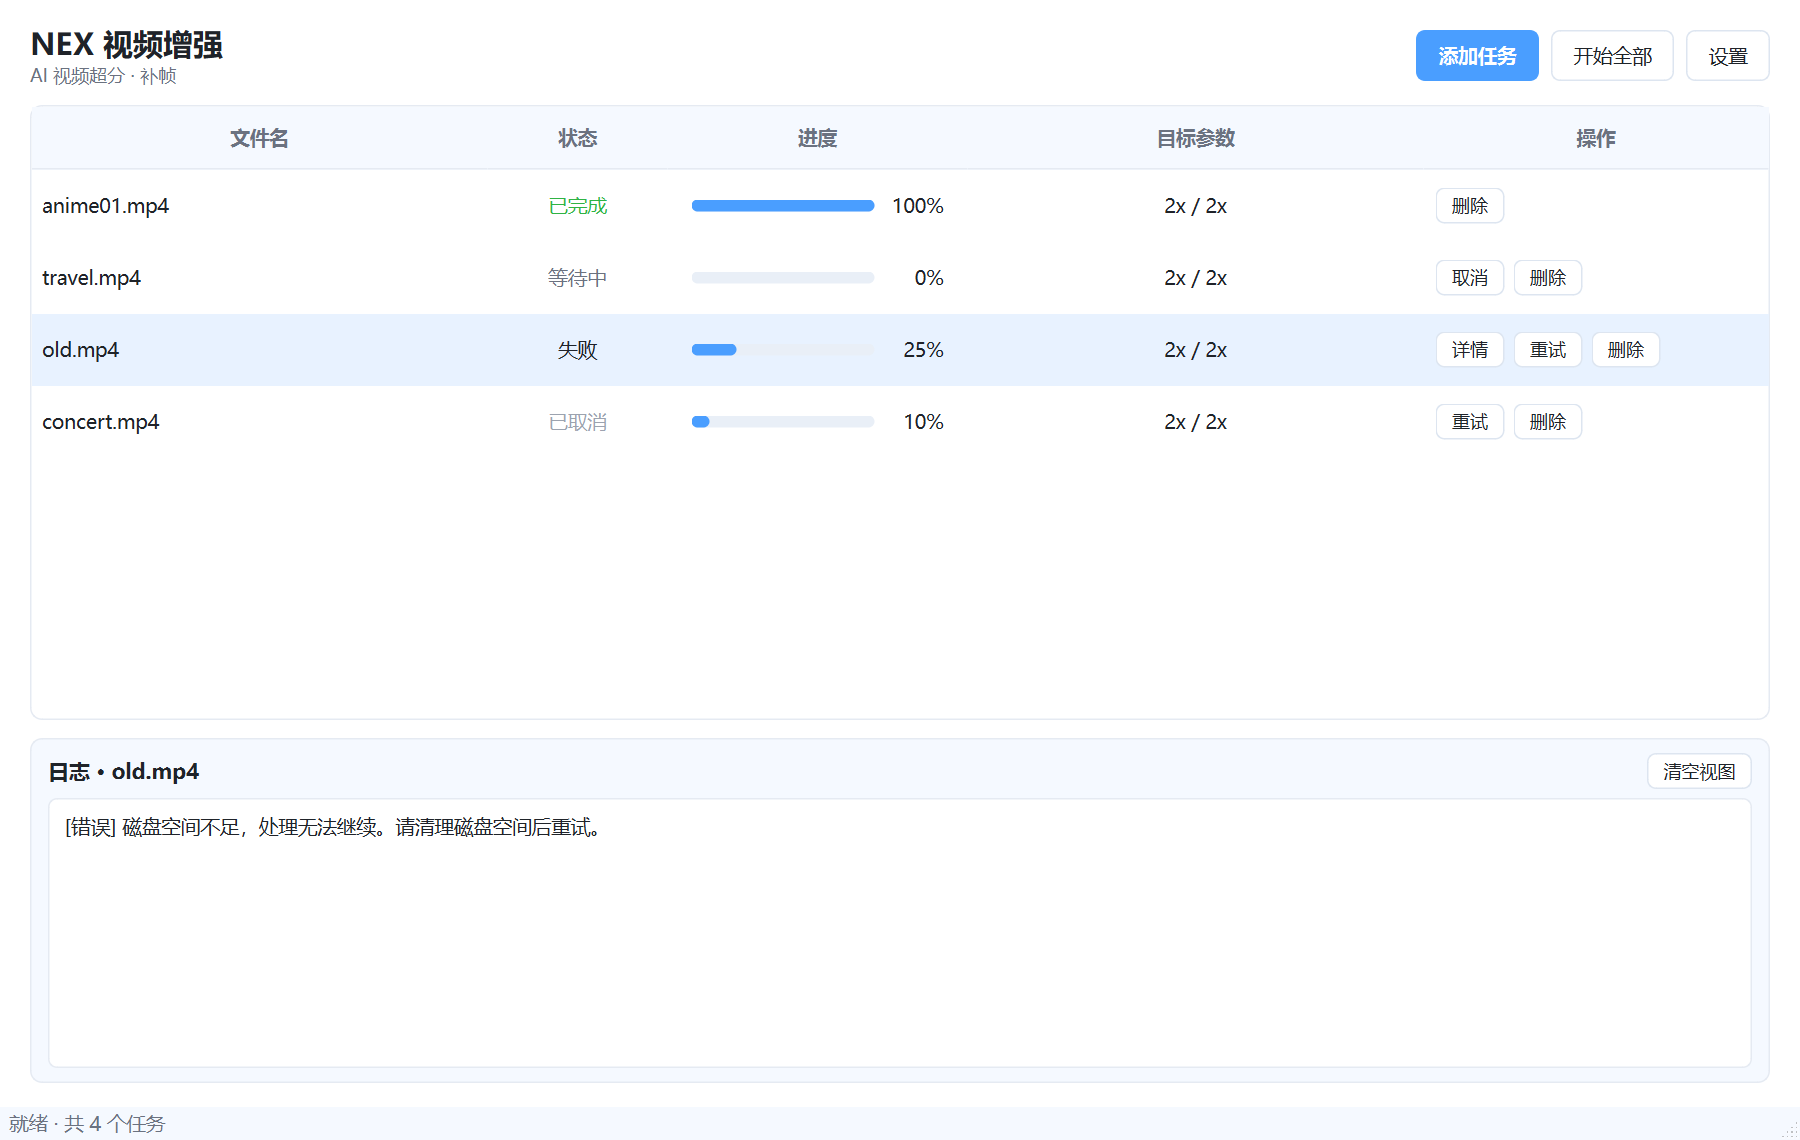 NEX 视频增强
AI 视频超分 · 补帧
添加任务 开始全部 设置
文件名 状态 进度 目标参数 操作
anime01.mp4 已完成 100% 2x / 2x 删除
travel.mp4 等待中 0% 2x / 2x 取消 删除
old.mp4 失败 25% 2x / 2x 详情 重试 删除
concert.mp4 已取消 10% 2x / 2x 重试 删除
日志 • old.mp4 清空视图
[错误] 磁盘空间不足，处理无法继续。请清理磁盘空间后重试。
就绪 · 共 4 个任务